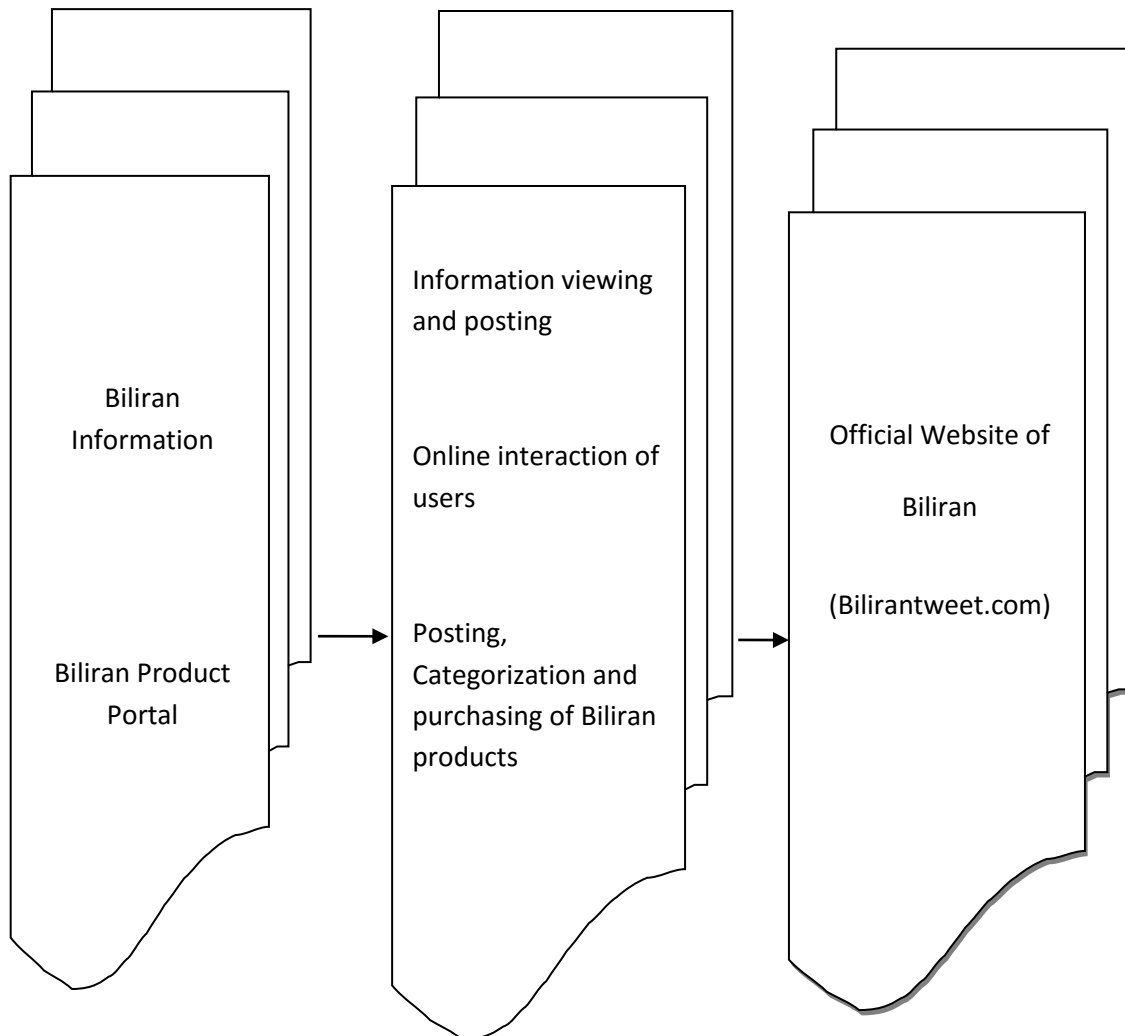 Biliran
Information
Biliran Product
Portal
Information viewing
and posting
Online interaction of
users
Posting,
Categorization and
purchasing of Biliran
products
Official Website of
Biliran
(Bilirantweet.com)